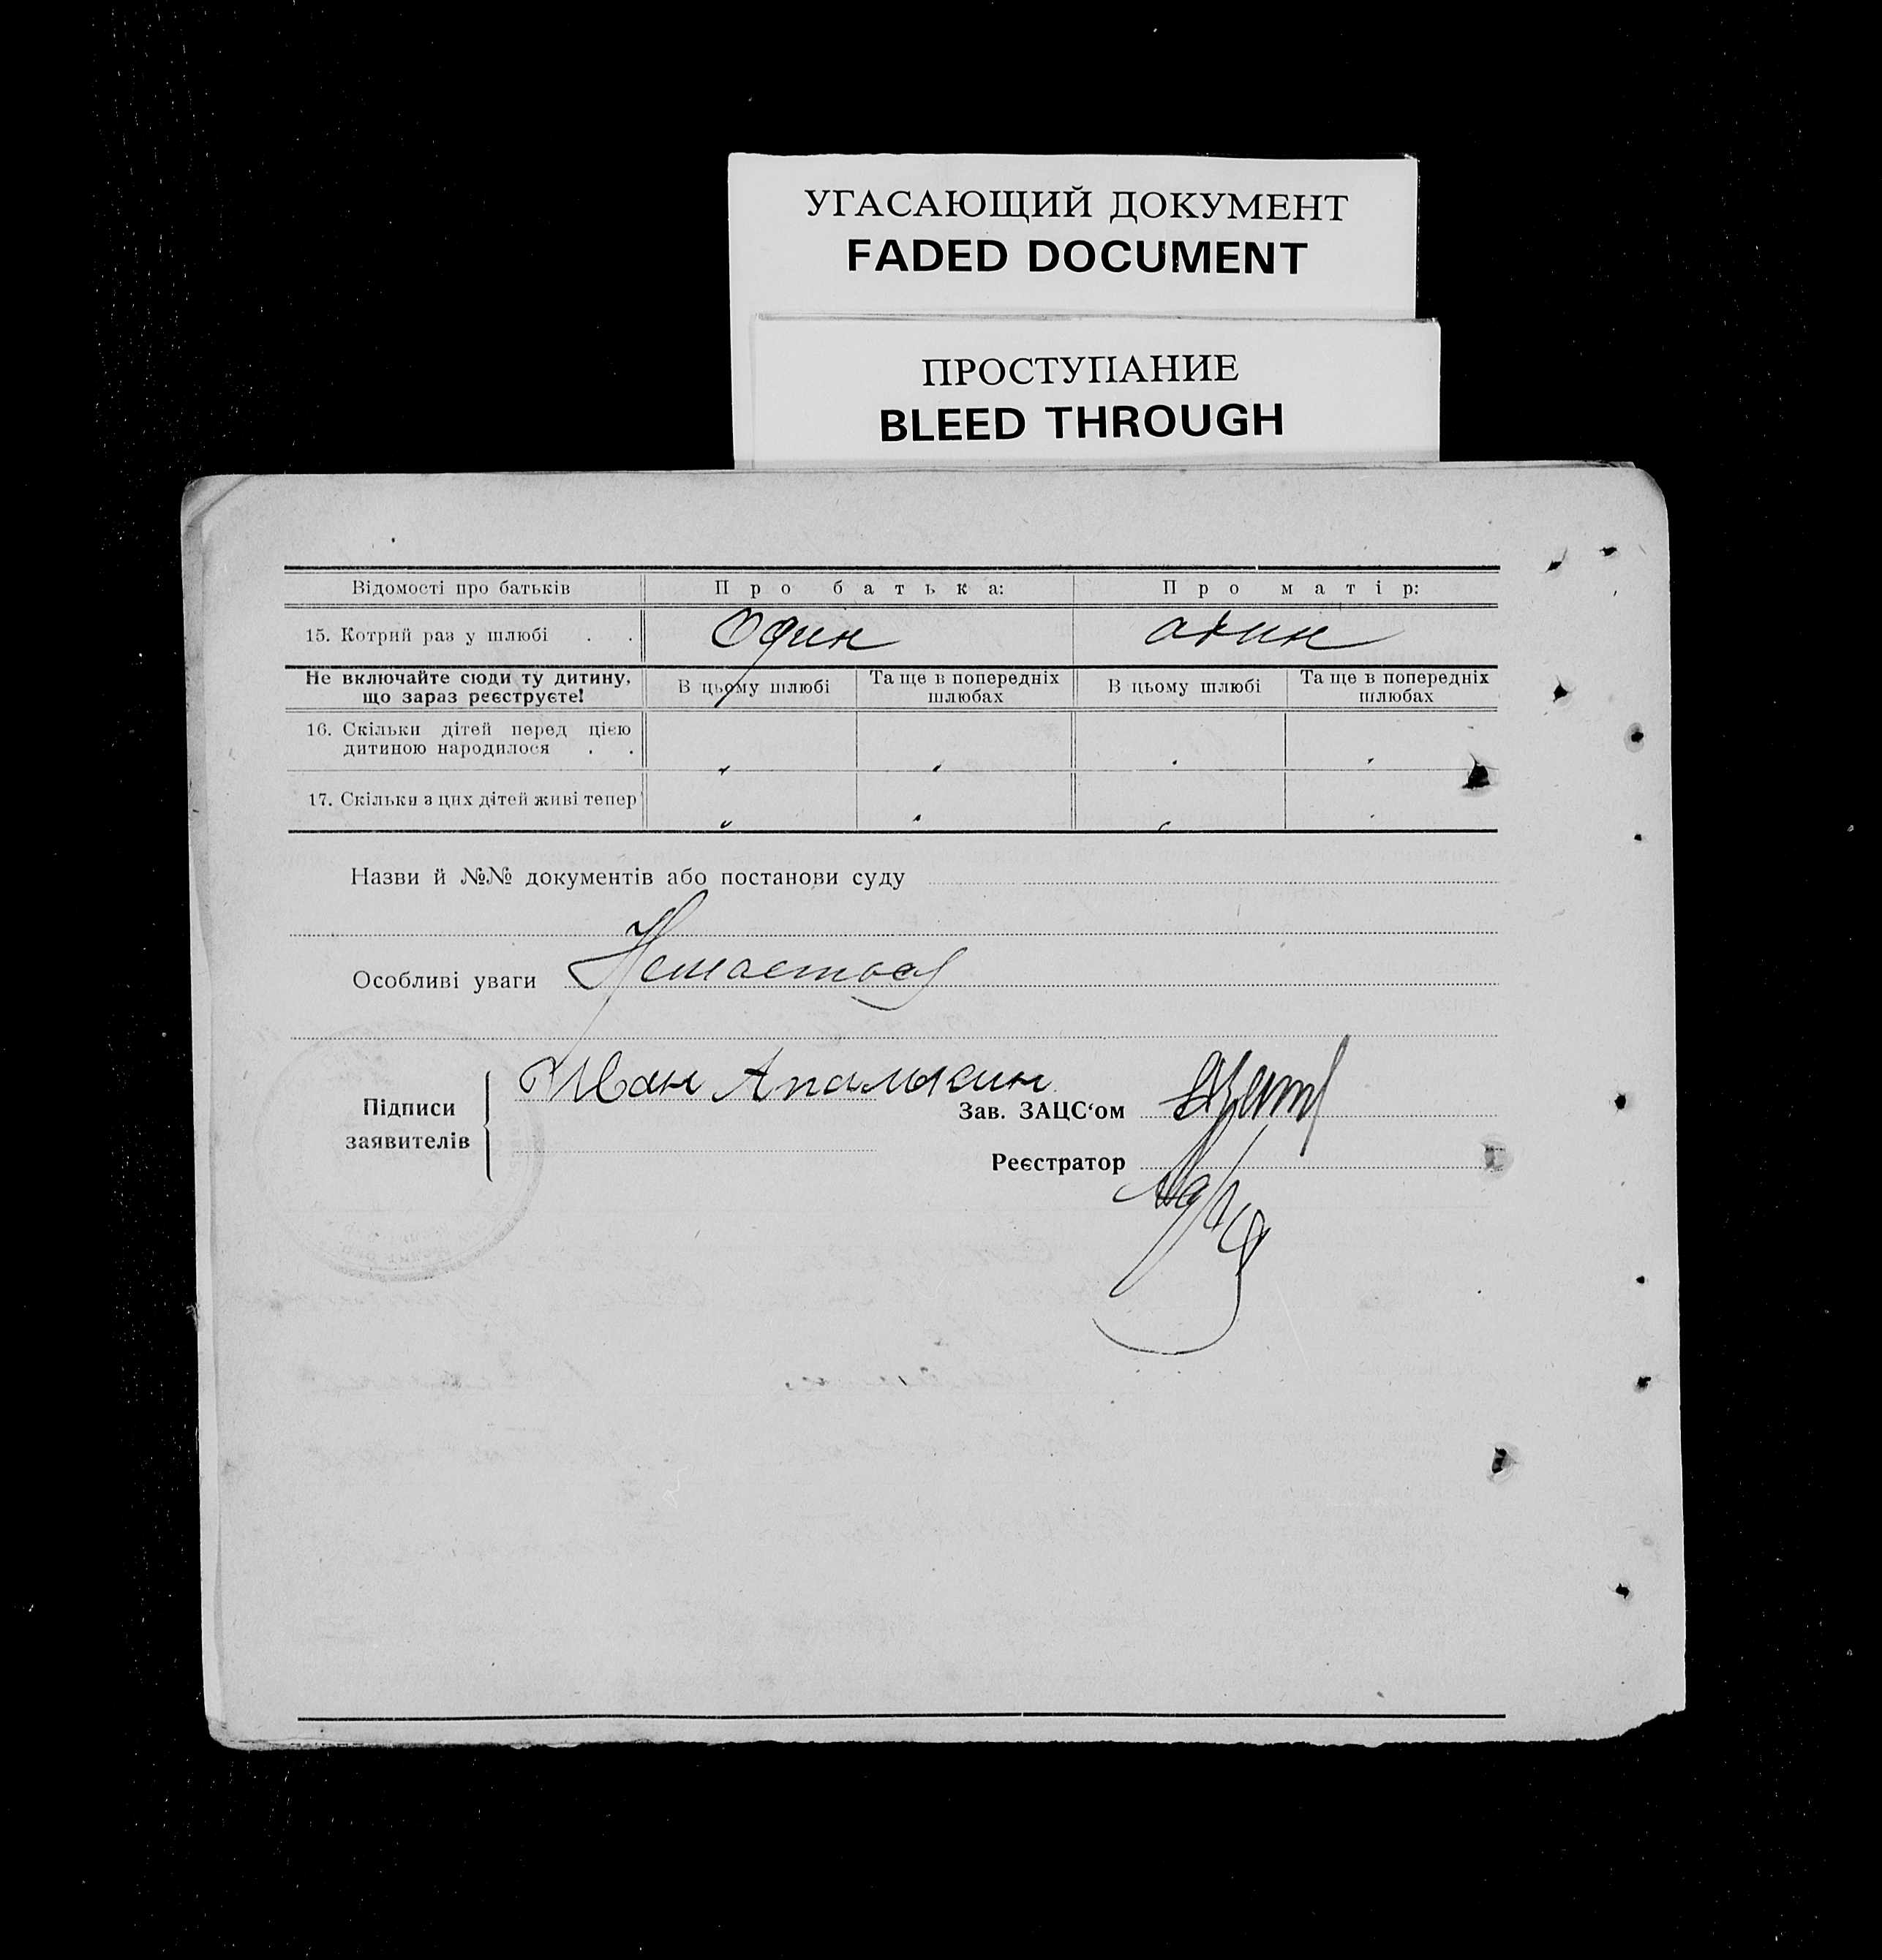 УГАСАЮЩИЙ ДОКУМЕНТ
FADED DOCUMENT
ПРОСТУПАНИЕ
BLEED THROUGH
Відомості про батьків Про батька: Про матір:
15. Котрий раз у шлюбі . . Один один
Не включайте сюди ту дитину, що зараз реєструєте! В цьому шлюбі Та ще в попередніх шлюбах В цьому шлюбі Та ще в попередніх шлюбах
16. Скільки дітей перед цією
дитиною народилося . .
17. Скільки з цих дітей живі тепер
Назви й №№ документів або постанови суду
Особливі уваги
Иван Апалькин
Підписи
заявителів
Зав. ЗАЦС‘ом
Реєстратор